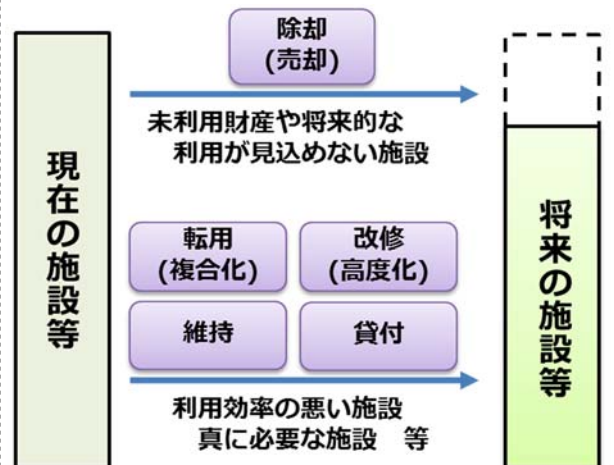 除却
(売却)
未利用財産や将来的な
利用が見込めない施設
現在の施設等
転用
(複合化)
改修
(高度化)
維持
貸付
利用効率の悪い施設
真に必要な施設　等
将来の施設等